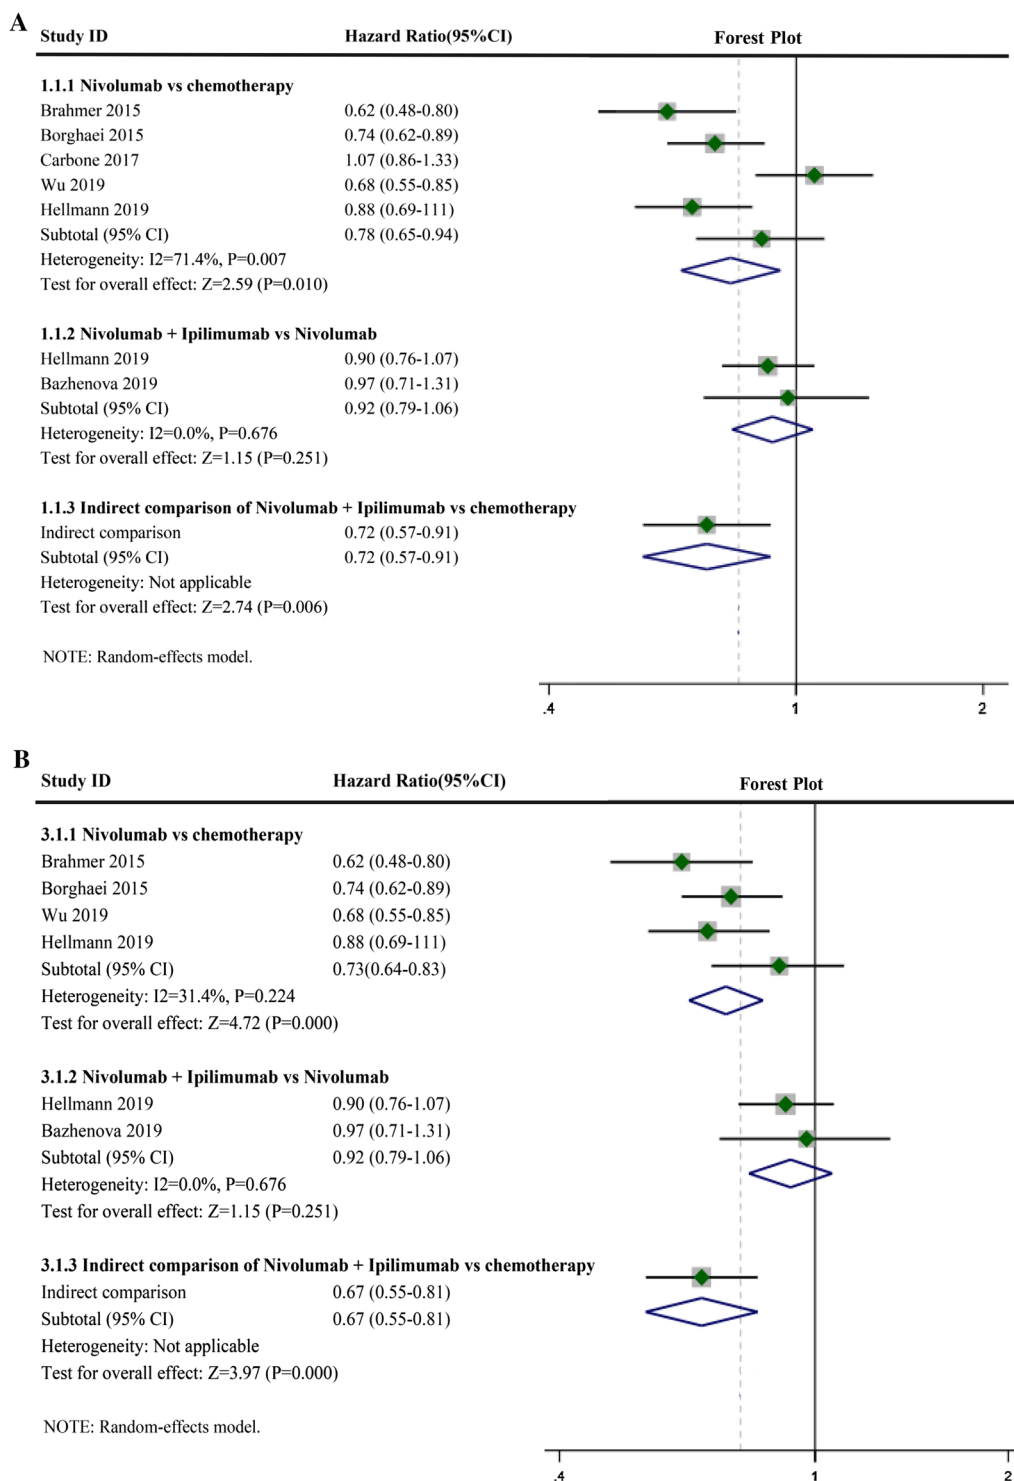 A
Study ID Hazard Ratio(95%CI) Forest Plot
1.1.1 Nivolumab vs chemotherapy
Brahmer 2015 0.62 (0.48-0.80)
Borghaei 2015 0.74 (0.62-0.89)
Carbone 2017 1.07 (0.86-1.33)
Wu 2019 0.68 (0.55-0.85)
Hellmann 2019 0.88 (0.69-111)
Subtotal (95% CI) 0.78 (0.65-0.94)
Heterogeneity: I2=71.4%, P=0.007
Test for overall effect: Z=2.59 (P=0.010)
1.1.2 Nivolumab + Ipilimumab vs Nivolumab
Hellmann 2019 0.90 (0.76-1.07)
Bazhenova 2019 0.97 (0.71-1.31)
Subtotal (95% CI) 0.92 (0.79-1.06)
Heterogeneity: I2=0.0%, P=0.676
Test for overall effect: Z=1.15 (P=0.251)
1.1.3 Indirect comparison of Nivolumab + Ipilimumab vs chemotherapy
Indirect comparison 0.72 (0.57-0.91)
Subtotal (95% CI) 0.72 (0.57-0.91)
Heterogeneity: Not applicable
Test for overall effect: Z=2.74 (P=0.006)
NOTE: Random-effects model.
.4 1 2
B
Study ID Hazard Ratio(95%CI) Forest Plot
3.1.1 Nivolumab vs chemotherapy
Brahmer 2015 0.62 (0.48-0.80)
Borghaei 2015 0.74 (0.62-0.89)
Wu 2019 0.68 (0.55-0.85)
Hellmann 2019 0.88 (0.69-111)
Subtotal (95% CI) 0.73(0.64-0.83)
Heterogeneity: I2=31.4%, P=0.224
Test for overall effect: Z=4.72 (P=0.000)
3.1.2 Nivolumab + Ipilimumab vs Nivolumab
Hellmann 2019 0.90 (0.76-1.07)
Bazhenova 2019 0.97 (0.71-1.31)
Subtotal (95% CI) 0.92 (0.79-1.06)
Heterogeneity: I2=0.0%, P=0.676
Test for overall effect: Z=1.15 (P=0.251)
3.1.3 Indirect comparison of Nivolumab + Ipilimumab vs chemotherapy
Indirect comparison 0.67 (0.55-0.81)
Subtotal (95% CI) 0.67 (0.55-0.81)
Heterogeneity: Not applicable
Test for overall effect: Z=3.97 (P=0.000)
NOTE: Random-effects model.
.4 1 2